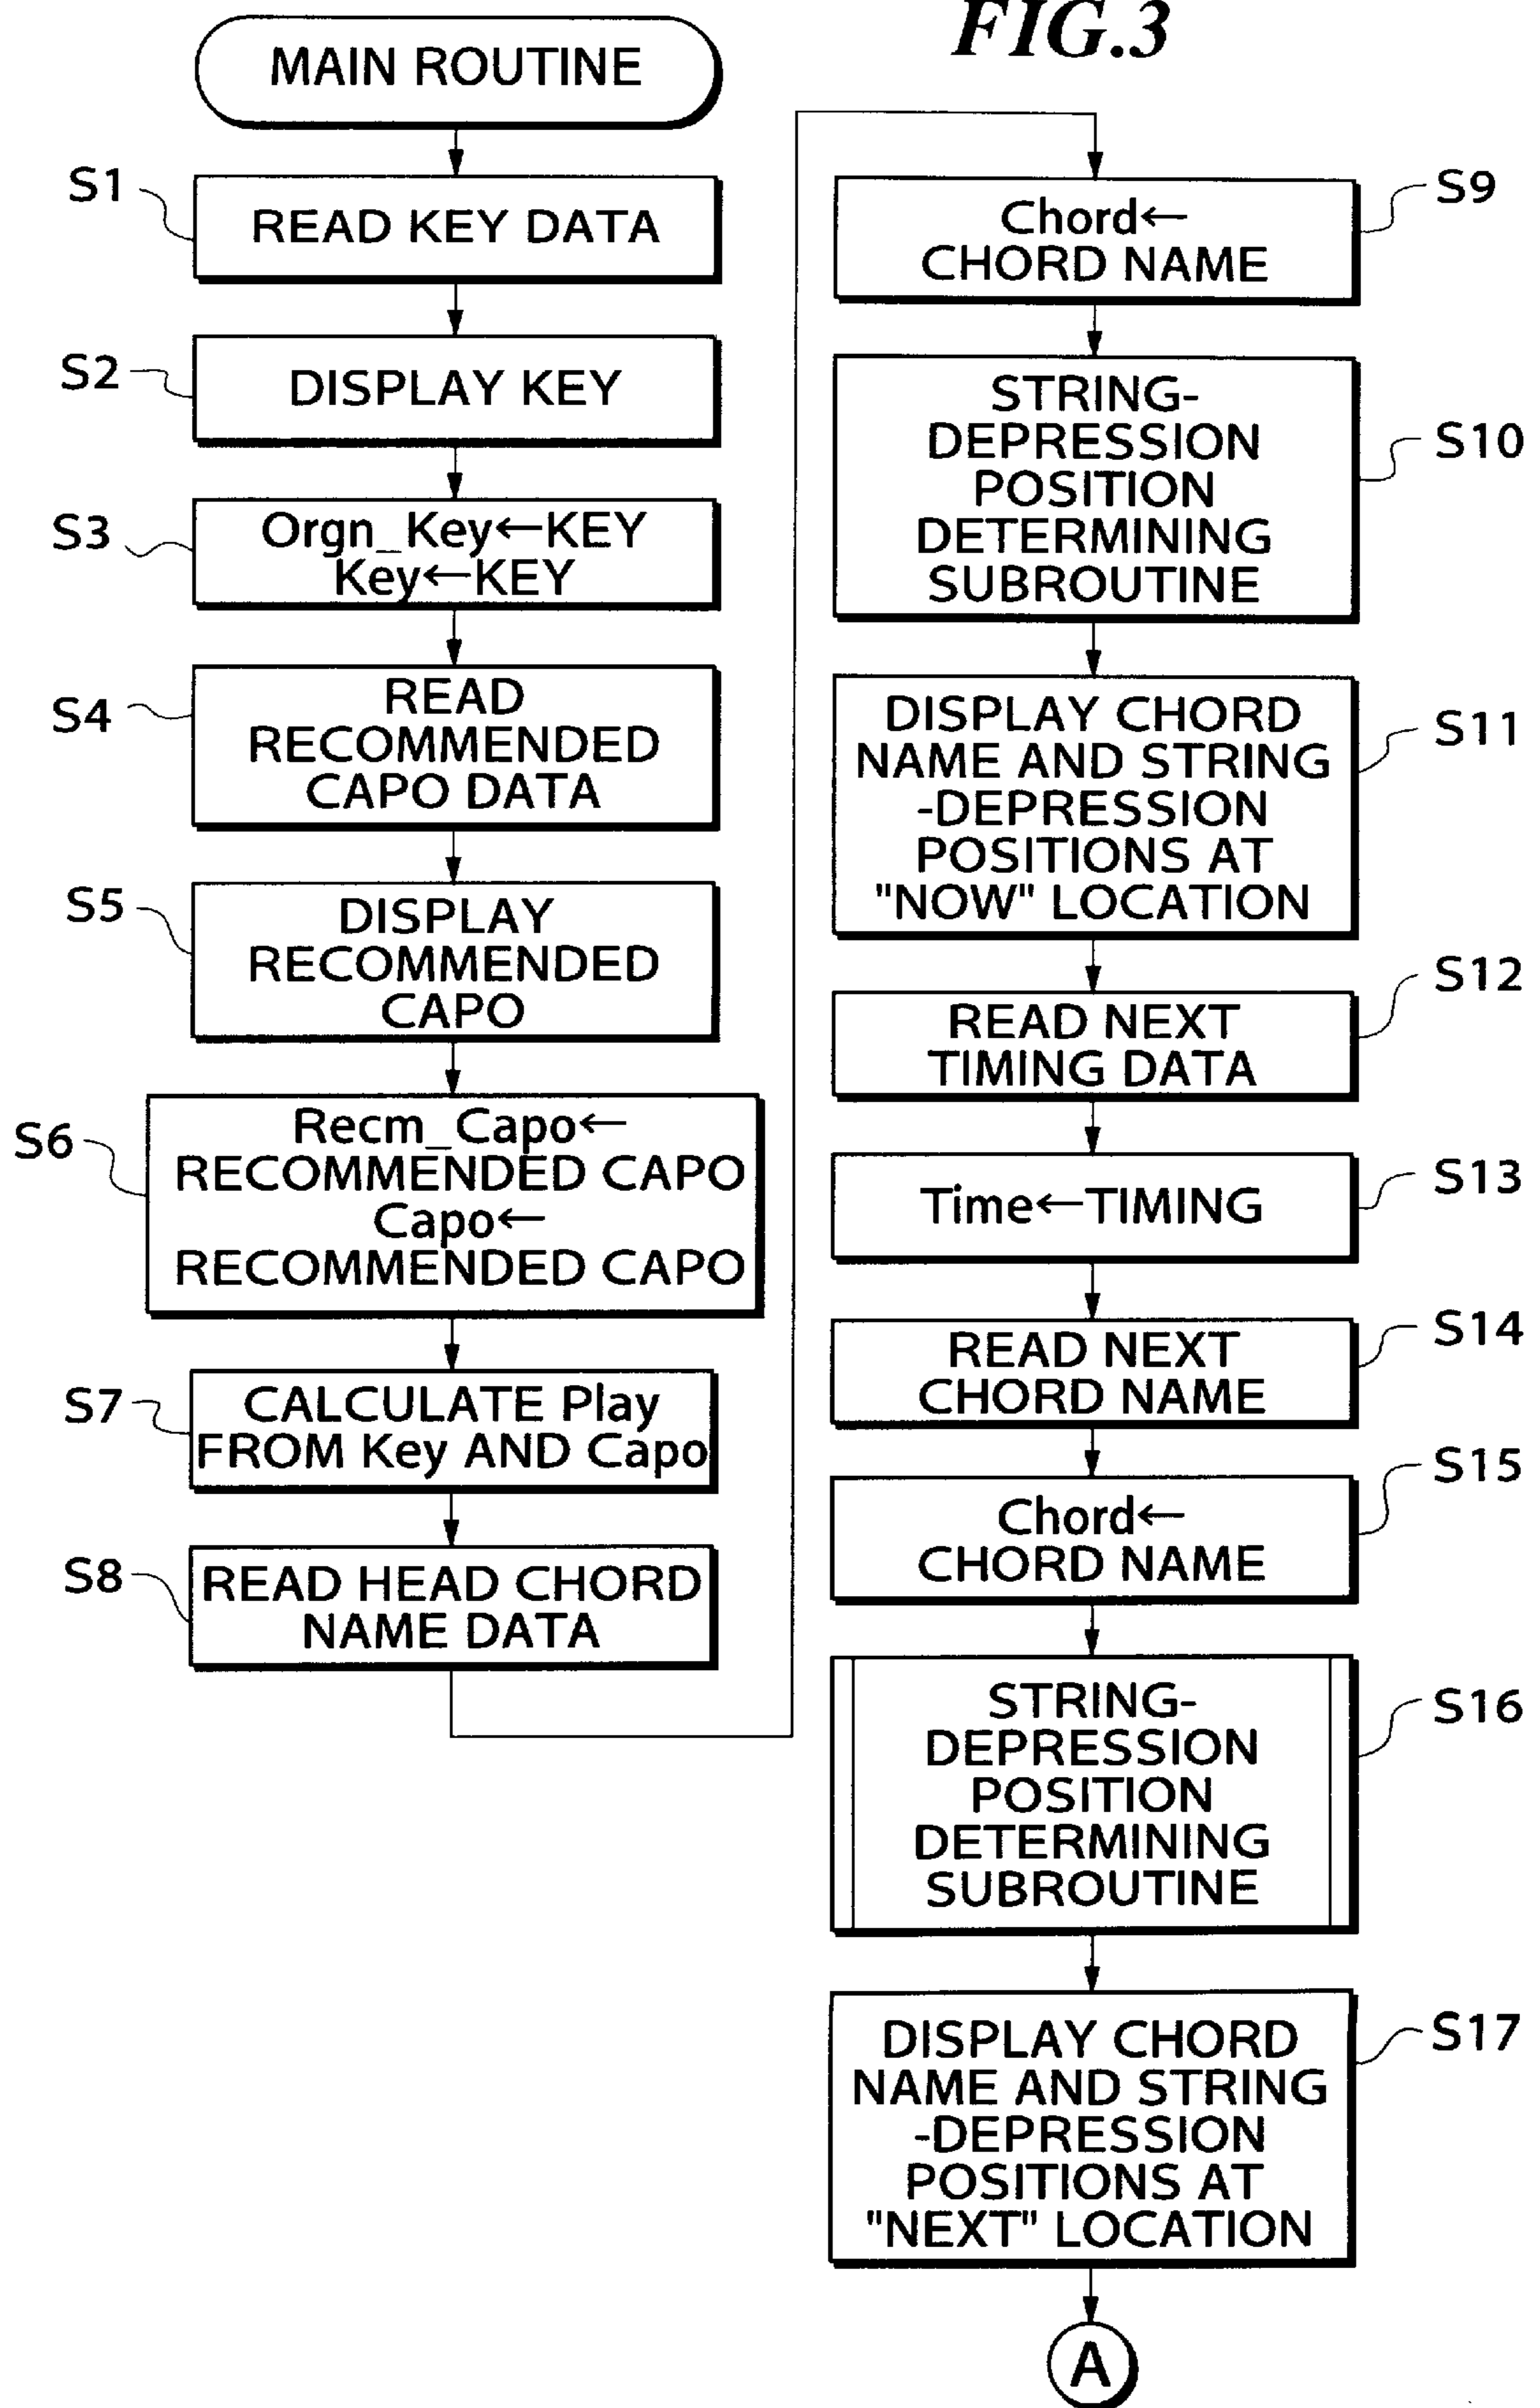 FIG.3
MAIN ROUTINE
S1
READ KEY DATA
S2
DISPLAY KEY
S3
Orgn_Key←KEY
Key←KEY
S4
READ
RECOMMENDED
CAPO DATA
S5
DISPLAY
RECOMMENDED
CAPO
S6
Recm_Capo←
RECOMMENDED CAPO
Capo←
RECOMMENDED CAPO
S7
CALCULATE Play
FROM Key AND Capo
S8
READ HEAD CHORD
NAME DATA
S9
Chord←
CHORD NAME
S10
STRING-
DEPRESSION
POSITION
DETERMINING
SUBROUTINE
S11
DISPLAY CHORD
NAME AND STRING
-DEPRESSION
POSITIONS AT
"NOW" LOCATION
S12
READ NEXT
TIMING DATA
S13
Time←TIMING
S14
READ NEXT
CHORD NAME
S15
Chord←
CHORD NAME
S16
STRING-
DEPRESSION
POSITION
DETERMINING
SUBROUTINE
S17
DISPLAY CHORD
NAME AND STRING
-DEPRESSION
POSITIONS AT
"NEXT" LOCATION
A